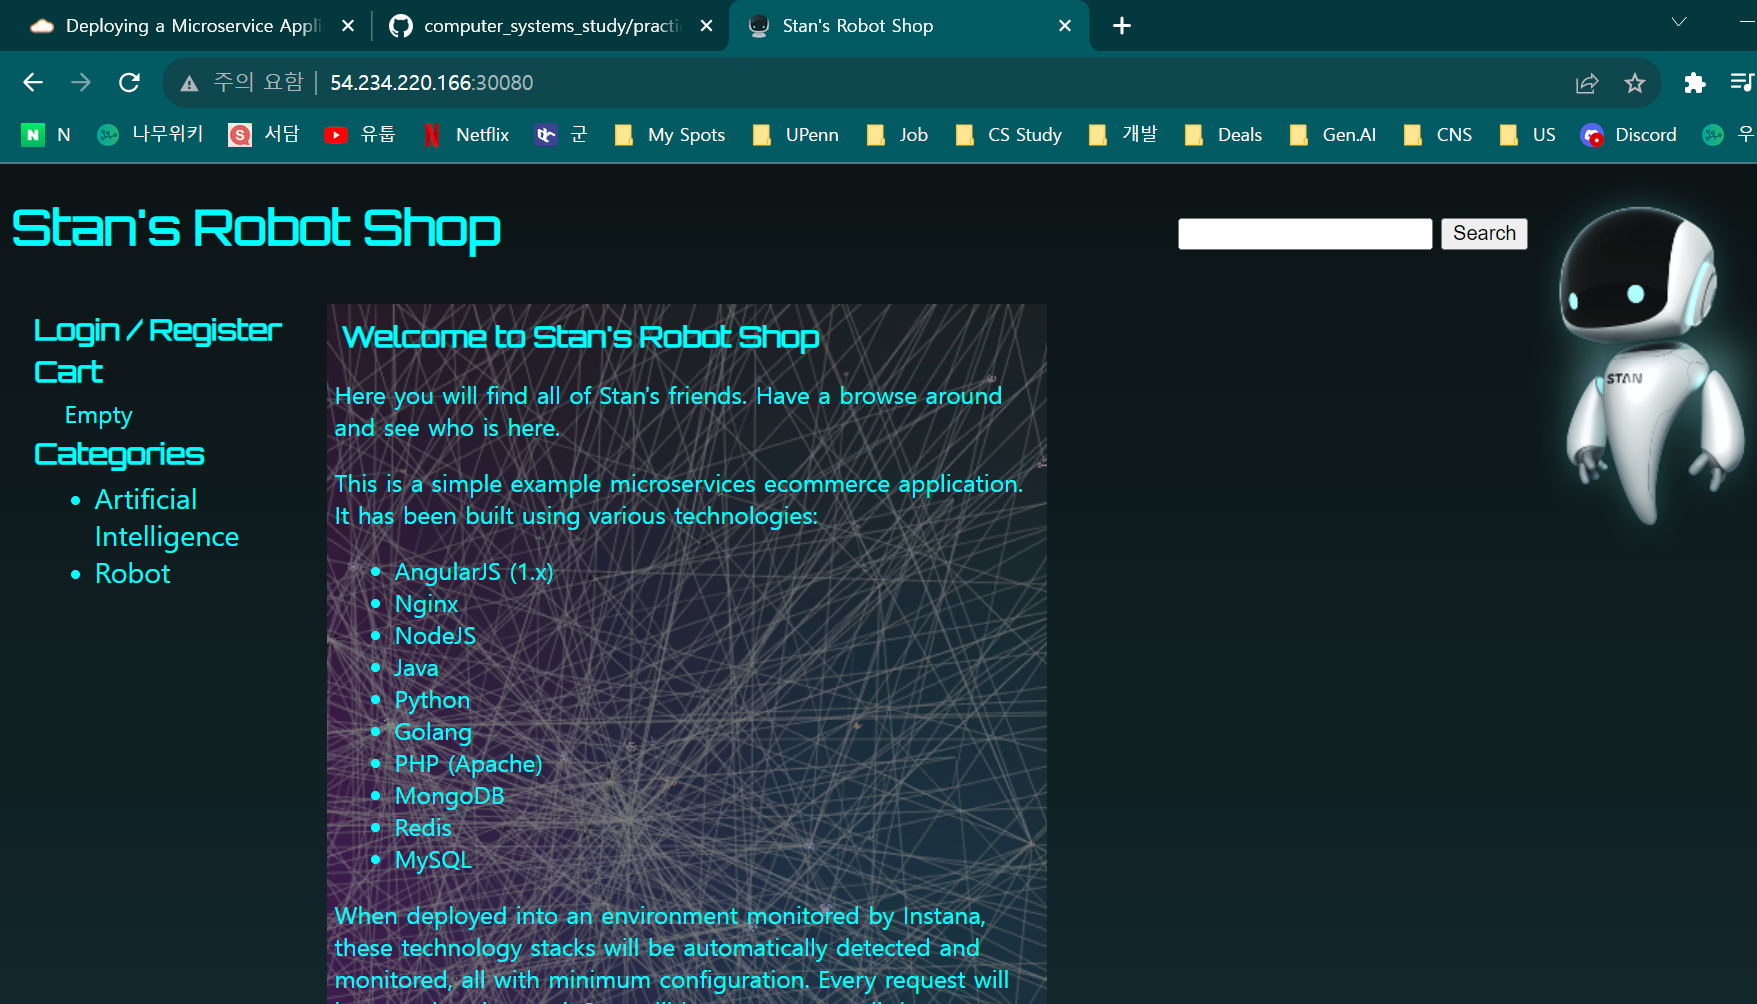 Deploying a Microservice Appli
computer_systems_study/practi
Stan's Robot Shop
주의 요함 54.234.220.166:30080
N 나무위키 서담 유튭 Netflix 군 My Spots UPenn Job CS Study 개발 Deals Gen.AI CNS US Discord 우
Stan's Robot Shop
Search
STAN
Login / Register
Cart
Empty
Categories
Artificial
Intelligence
Robot
Welcome to Stan's Robot Shop
Here you will find all of Stan's friends. Have a browse around
and see who is here.
This is a simple example microservices ecommerce application.
It has been built using various technologies:
AngularJS (1.x)
Nginx
NodeJS
Java
Python
Golang
PHP (Apache)
MongoDB
Redis
MySQL
When deployed into an environment monitored by Instana,
these technology stacks will be automatically detected and
monitored, all with minimum configuration. Every request will